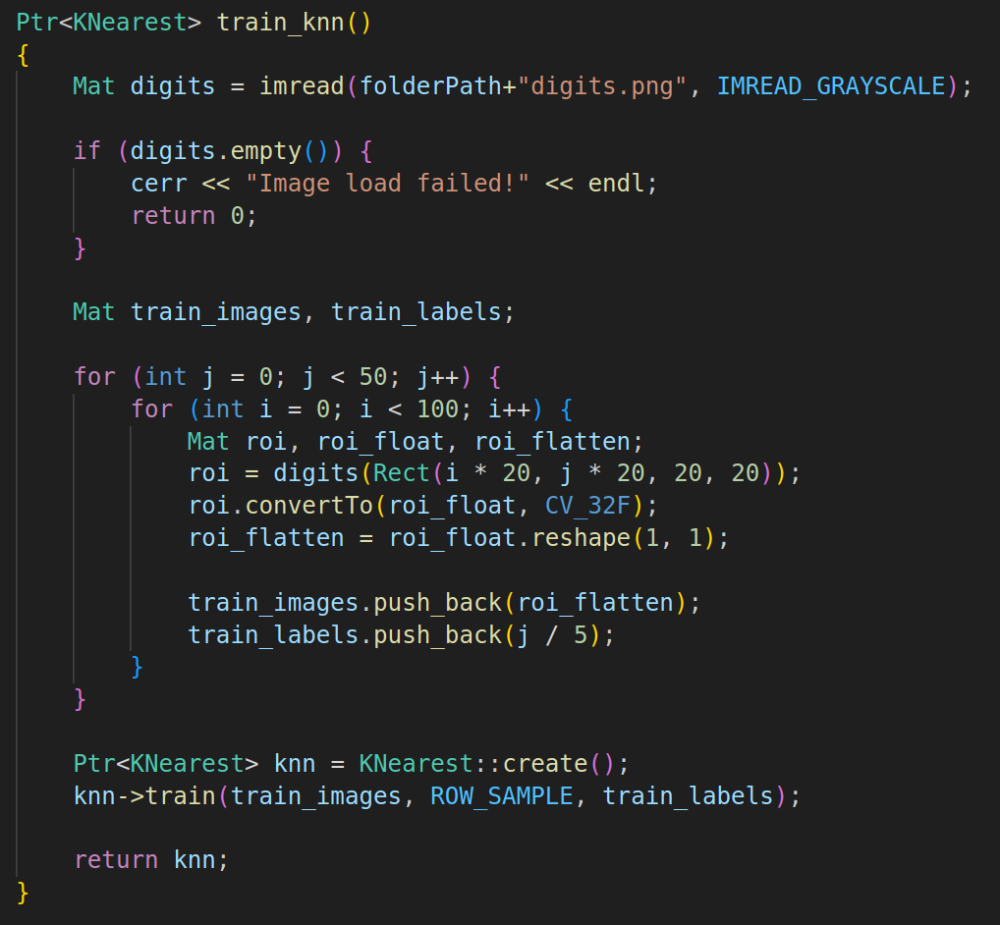 Ptr<KNearest> train_knn()
{
    Mat digits = imread(folderPath+"digits.png", IMREAD_GRAYSCALE);

    if (digits.empty()) {
        cerr << "Image load failed!" << endl;
        return 0;
    }

    Mat train_images, train_labels;

    for (int j = 0; j < 50; j++) {
        for (int i = 0; i < 100; i++) {
            Mat roi, roi_float, roi_flatten;
            roi = digits(Rect(i * 20, j * 20, 20, 20));
            roi.convertTo(roi_float, CV_32F);
            roi_flatten = roi_float.reshape(1, 1);

            train_images.push_back(roi_flatten);
            train_labels.push_back(j / 5);
        }
    }

    Ptr<KNearest> knn = KNearest::create();
    knn->train(train_images, ROW_SAMPLE, train_labels);

    return knn;
}